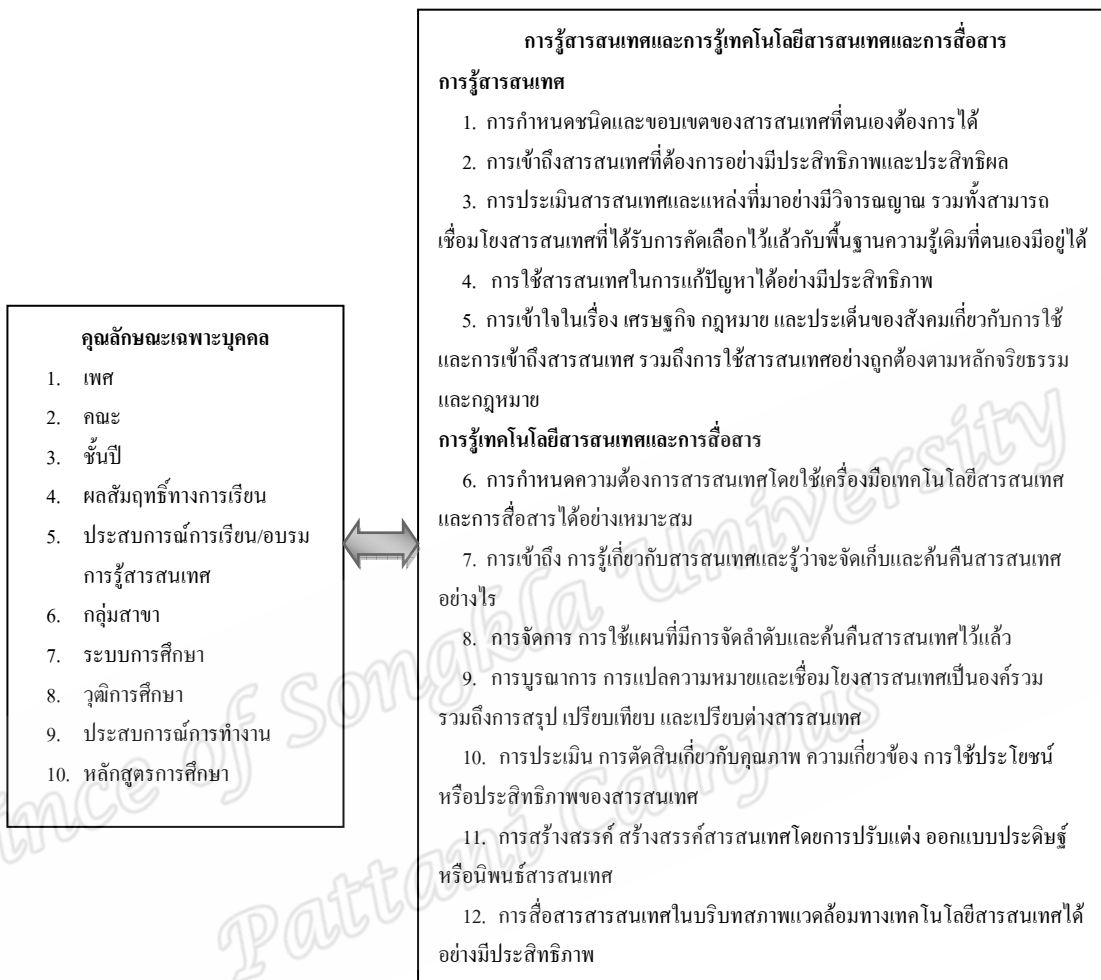 การรู้สารสนเทศและการรู้เทคโนโลยีสารสนเทศและการสื่อสาร
การรู้สารสนเทศ
1. การกำหนดชนิดและขอบเขตของสารสนเทศที่ตนเองต้องการได้
2. การเข้าถึงสารสนเทศที่ต้องการอย่างมีประสิทธิภาพและประสิทธิผล
3. การประเมินสารสนเทศและแหล่งที่มาอย่างมีวิจารณญาณ รวมทั้งสามารถ
เชื่อมโยงสารสนเทศที่ได้รับการคัดเลือกไว้แล้วกับพื้นฐานความรู้เดิมที่ตนเองมีอยู่ได้
4. การใช้สารสนเทศในการแก้ปัญหาได้อย่างมีประสิทธิภาพ
5. การเข้าใจในเรื่อง เศรษฐกิจ กฎหมาย และประเด็นของสังคมเกี่ยวกับการใช้
และการเข้าถึงสารสนเทศ รวมถึงการใช้สารสนเทศอย่างถูกต้องตามหลักจริยธรรม
และกฎหมาย
การรู้เทคโนโลยีสารสนเทศและการสื่อสาร
6. การกำหนดความต้องการสารสนเทศโดยใช้เครื่องมือเทคโนโลยีสารสนเทศ
และการสื่อสารได้อย่างเหมาะสม
7. การเข้าถึง การรู้เกี่ยวกับสารสนเทศและรู้ว่าจะจัดเก็บและค้นคืนสารสนเทศ
อย่างไร
8. การจัดการ การใช้แผนที่มีการจัดลำดับและค้นคืนสารสนเทศไว้แล้ว
9. การบูรณาการ การแปลความหมายและเชื่อมโยงสารสนเทศเป็นองค์รวม
รวมถึงการสรุป เปรียบเทียบ และเปรียบต่างสารสนเทศ
10. การประเมิน การตัดสินเกี่ยวกับคุณภาพ ความเกี่ยวข้อง การใช้ประโยชน์
หรือประสิทธิภาพของสารสนเทศ
11. การสร้างสรรค์ สร้างสรรค์สารสนเทศโดยการปรับแต่ง ออกแบบประดิษฐ์
หรือนิพนธ์สารสนเทศ
12. การสื่อสารสารสนเทศในบริบทสภาพแวดล้อมทางเทคโนโลยีสารสนเทศได้
อย่างมีประสิทธิภาพ
คุณลักษณะเฉพาะบุคคล
1. เพศ
2. คณะ
3. ชั้นปี
4. ผลสัมฤทธิ์ทางการเรียน
5. ประสบการณ์การเรียน/อบรม
การรู้สารสนเทศ
6. กลุ่มสาขา
7. ระบบการศึกษา
8. วุฒิการศึกษา
9. ประสบการณ์การทำงาน
10. หลักสูตรการศึกษา
ince of Songkla University
Pattani Campus